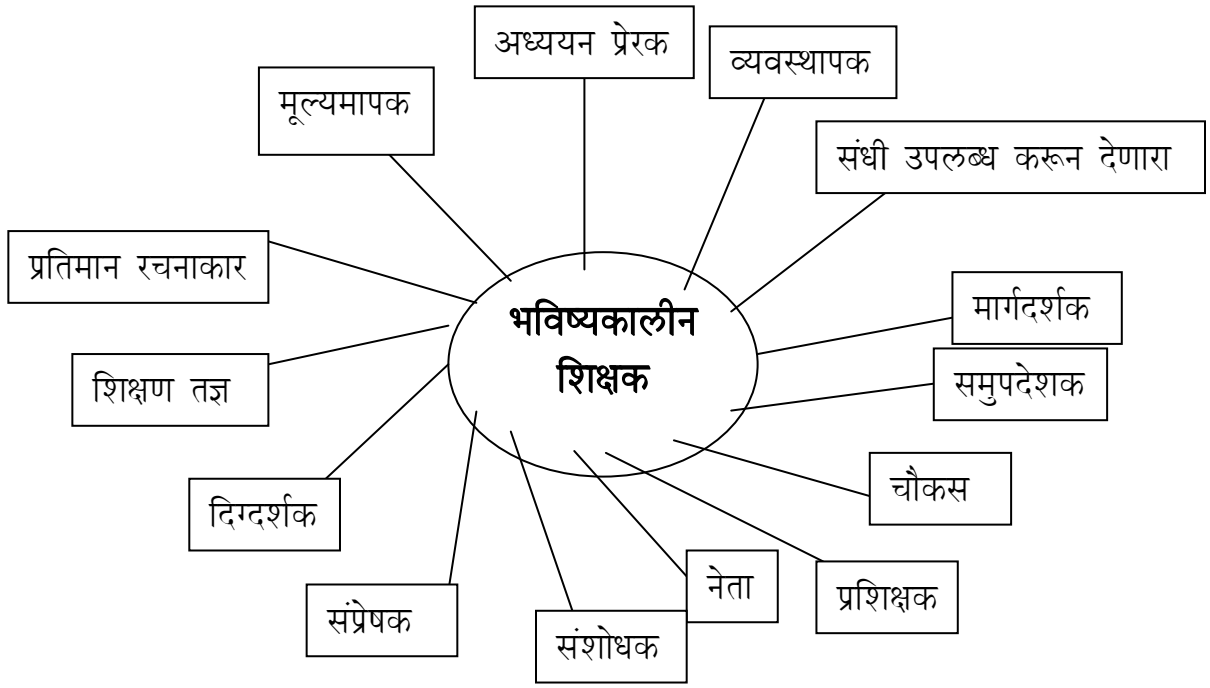 अध्ययन प्रेरक
व्यवस्थापक
मूल्यमापक
संधी उपलब्ध करून देणारा
प्रतिमान रचनाकार
मार्गदर्शक
भविष्यकालीन
शिक्षक
शिक्षण तज्ञ
समुपदेशक
चौकस
दिग्दर्शक
नेता
प्रशिक्षक
संप्रेषक
संशोधक